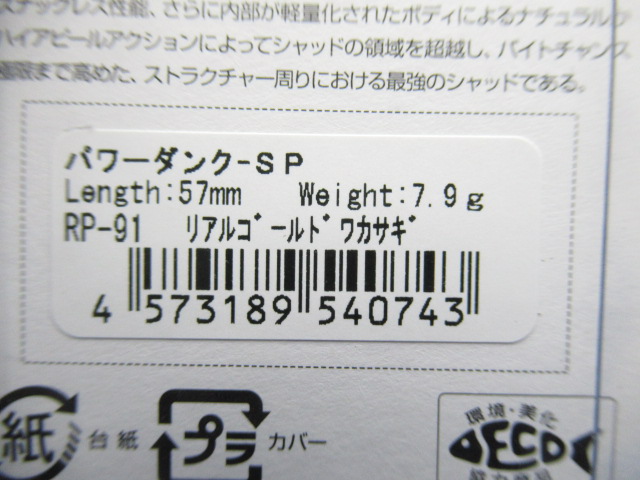 スナッグレス性能、さらに内部が軽量化されたボディによるナチュラル
ハイアピールアクションによってシャッドの領域を超越し、バイトチャンス
極限まで高めた、ストラクチャー周りにおける最強のシャッドである。
パワーダンク-SP
Length:57mm Weight:7.9g
RP-91 リアルゴールドワカサギ
4 573189 540743
紙 台紙 プラ カバー
環境・美化
ECO